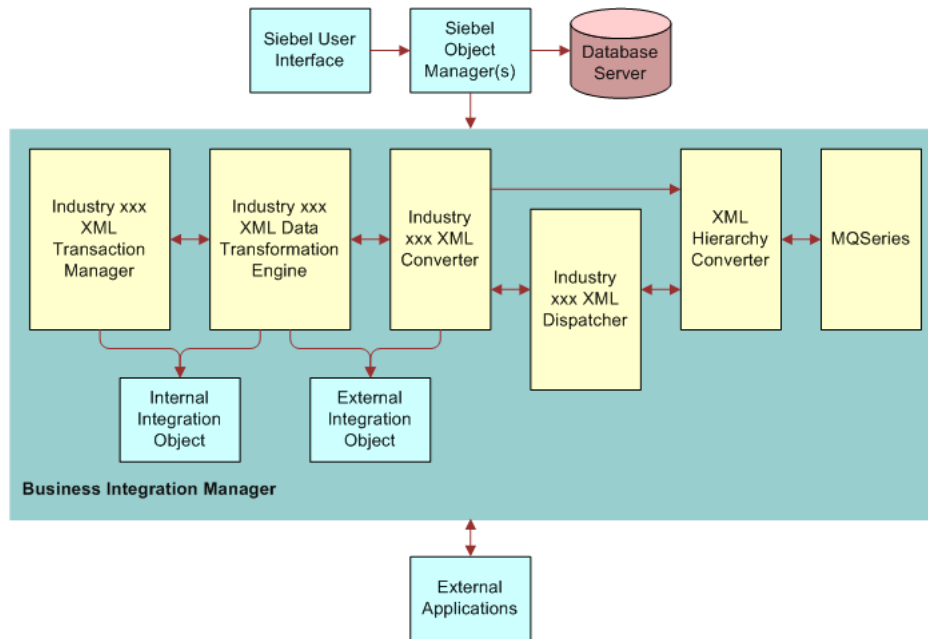 Siebel User
Interface
Siebel
Object
Manager(s)
Database
Server
Industry xxx
XML
Transaction
Manager
Industry xxx
XML Data
Transformation
Engine
Industry
xxx XML
Converter
Industry
xxx XML
Dispatcher
XML
Hierarchy
Converter
MQSeries
Internal
Integration
Object
External
Integration
Object
Business Integration Manager
External
Applications